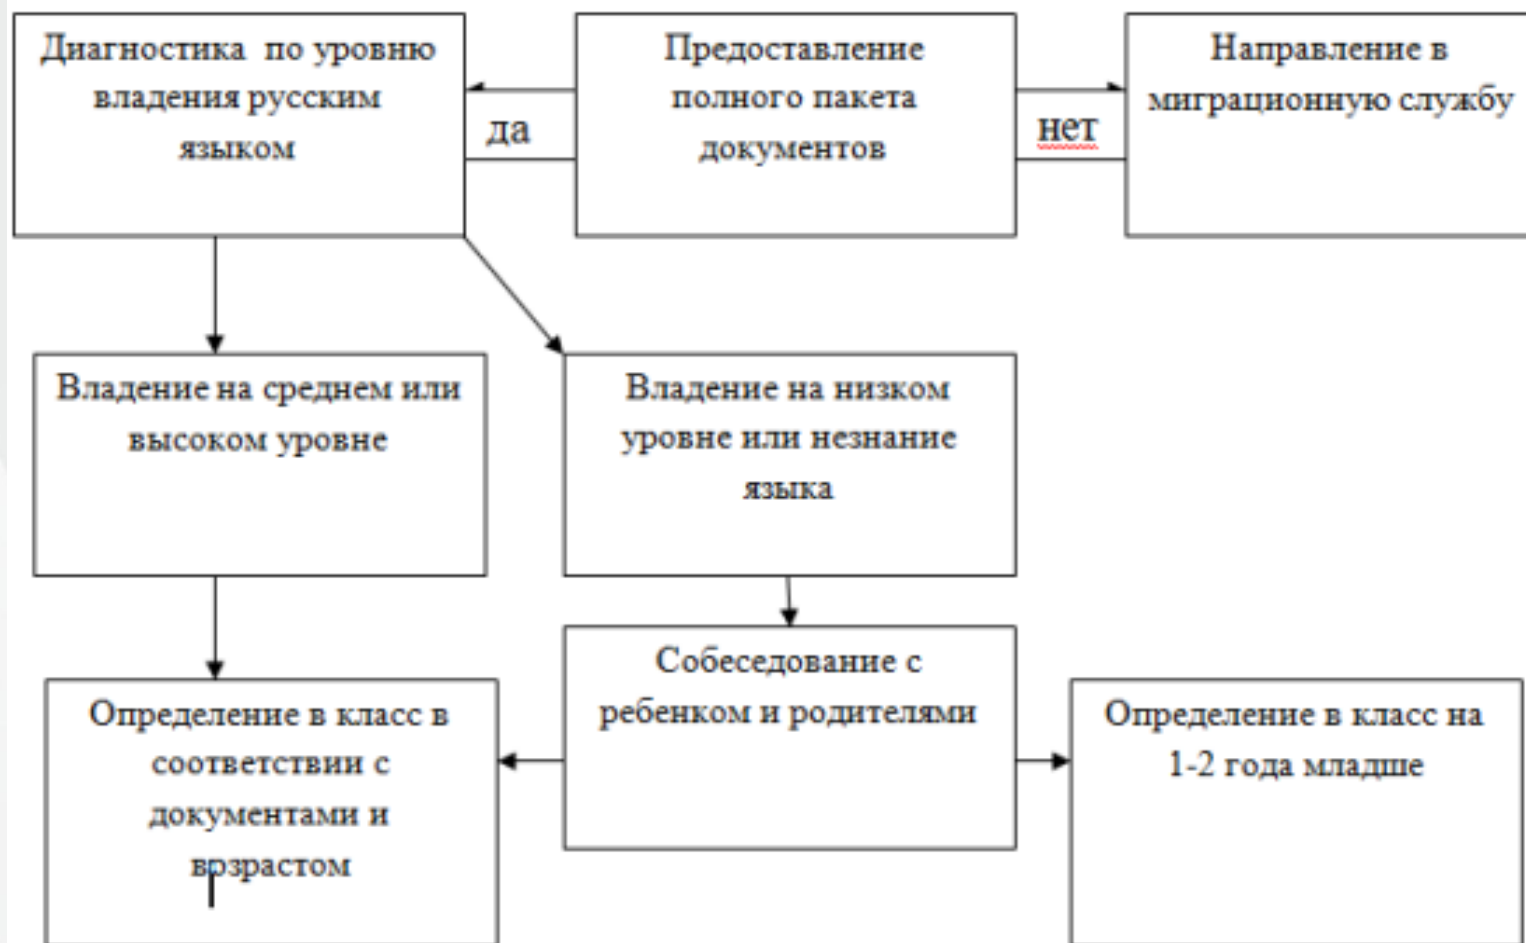 Диагностика по уровню
владения русским
языком
да
Предоставление
полного пакета
документов
нет
Направление в
миграционную службу
Владение на среднем или
высоком уровне
Владение на низком
уровне или незнание
языка
Определение в класс в
соответствии с
документами и
возрастом
Собеседование с
ребенком и родителями
Определение в класс на
1-2 года младше